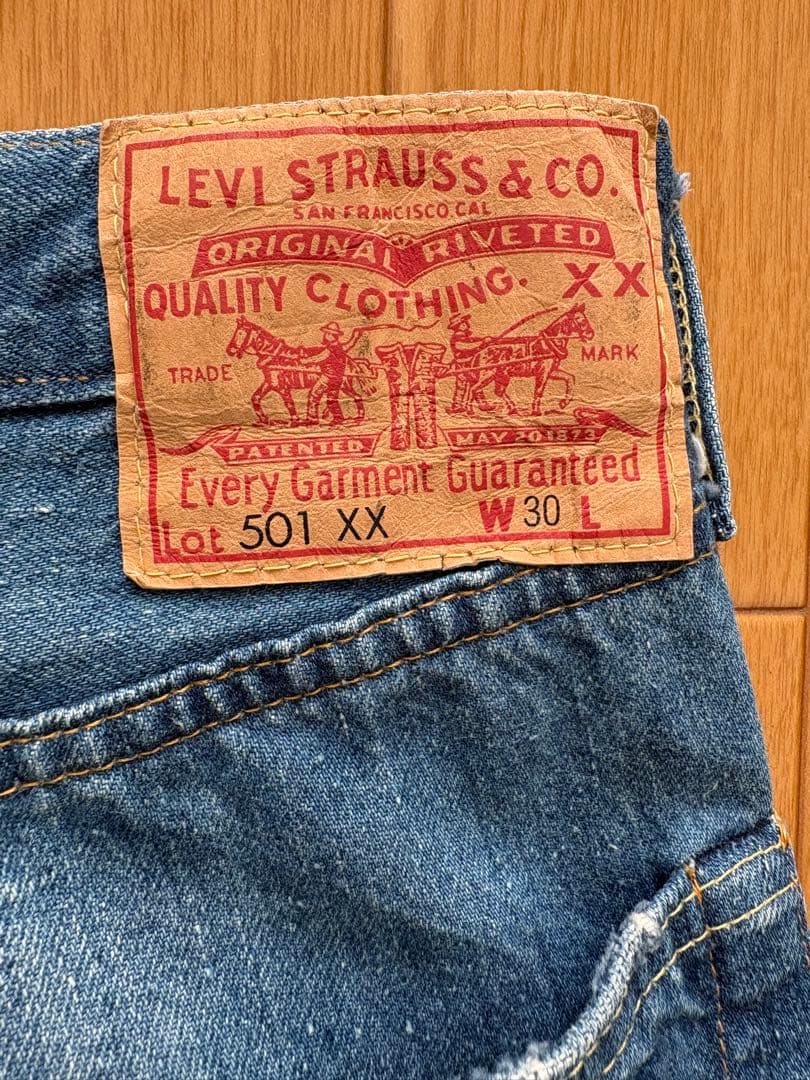 LEVI STRAUSS & CO.
SAN FRANCISCO, CAL
ORIGINAL RIVETED
QUALITY CLOTHING. XX
TRADE MARK
PATENTED MAY 20 1873
Every Garment Guaranteed
Lot 501 XX W 30 L